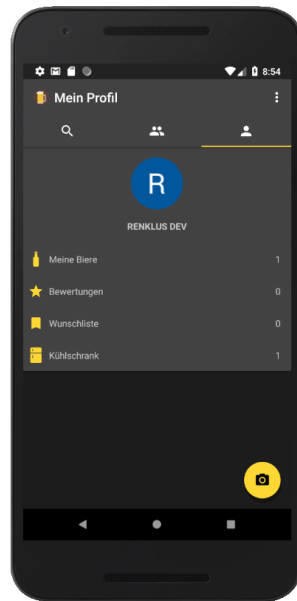 8:54
Mein Profil
R
RENKLUS DEV
Meine Biere 1
Bewertungen 0
Wunschliste 0
Kühlschrank 1